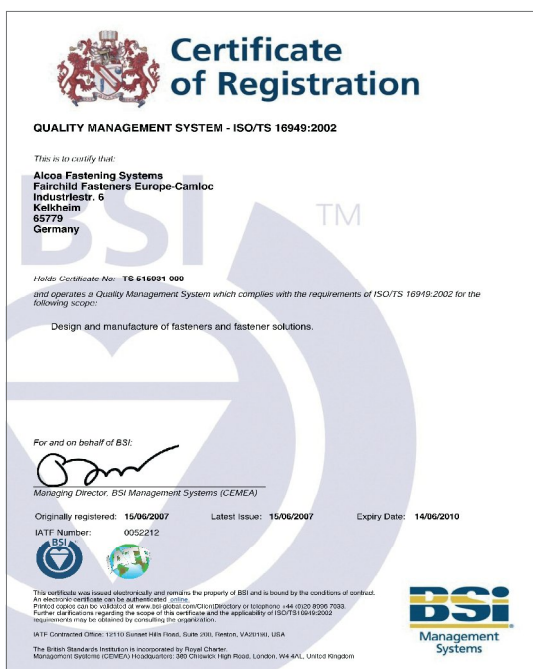 Certificate
of Registration
QUALITY MANAGEMENT SYSTEM - ISO/TS 16949:2002
This is to certify that:
Alcoa Fastening Systems
Fairchild Fasteners Europe-Camloc
Industriestr. 6
Kelkheim
65779
Germany
BSI
TM
Holds Certificate No: TS 515031-000
and operates a Quality Management System which complies with the requirements of ISO/TS 16949:2002 for the
following scope:
Design and manufacture of fasteners and fastener solutions.
For and on behalf of BSI:
Managing Director, BSI Management Systems (CEMEA)
Originally registered: 15/06/2007 Latest Issue: 15/06/2007 Expiry Date: 14/06/2010
IATF Number: 0052212
BSI
This certificate was issued electronically and remains the property of BSI and is bound by the conditions of contract.
An electronic certificate can be authenticated online.
Printed copies can be validated at www.bsi-global.com/ClientDirectory or telephone +44 (0)20 8996 7033.
Further clarifications regarding the scope of this certificate and the applicability of ISO/TS16949:2002
requirements may be obtained by consulting the organization.
IATF Contracted Office: 12110 Sunset Hills Road, Suite 200, Reston, VA20190, USA
The British Standards Institution is incorporated by Royal Charter.
Management Systems (CEMEA) Headquarters: 389 Chiswick High Road, London, W4 4AL, United Kingdom
BSi
Management
Systems